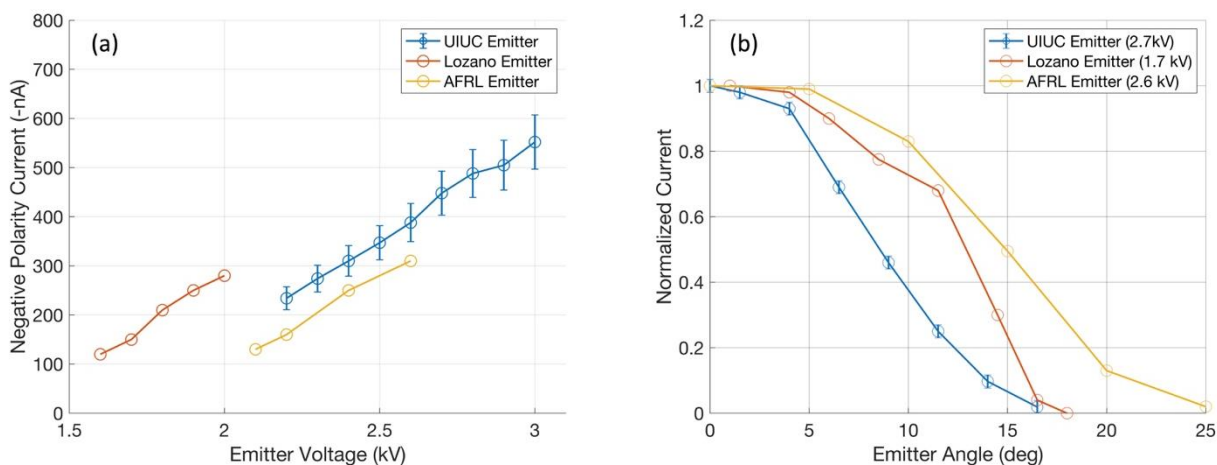 (a)
UIUC Emitter
Lozano Emitter
AFRL Emitter
Negative Polarity Current (-nA)
800
700
600
500
400
300
200
100
0
1.5
2
2.5
3
Emitter Voltage (kV)
(b)
UIUC Emitter (2.7kV)
Lozano Emitter (1.7 kV)
AFRL Emitter (2.6 kV)
Normalized Current
1.2
1
0.8
0.6
0.4
0.2
0
0
5
10
15
20
25
Emitter Angle (deg)